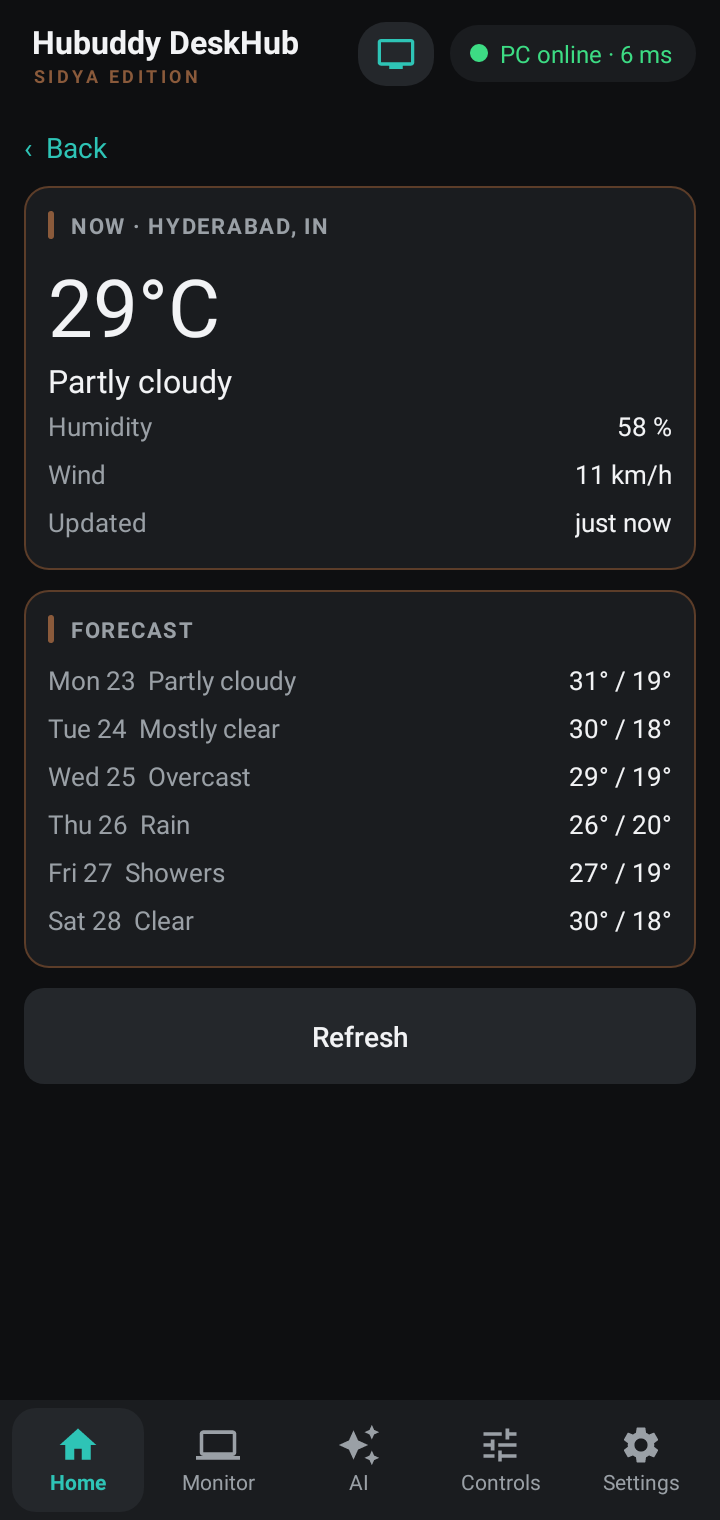 Hubuddy DeskHub
SIDYA EDITION
PC online · 6 ms
‹ Back
NOW · HYDERABAD, IN
29°C
Partly cloudy
Humidity 58 %
Wind 11 km/h
Updated just now
FORECAST
Mon 23 Partly cloudy 31° / 19°
Tue 24 Mostly clear 30° / 18°
Wed 25 Overcast 29° / 19°
Thu 26 Rain 26° / 20°
Fri 27 Showers 27° / 19°
Sat 28 Clear 30° / 18°
Refresh
Home Monitor AI Controls Settings